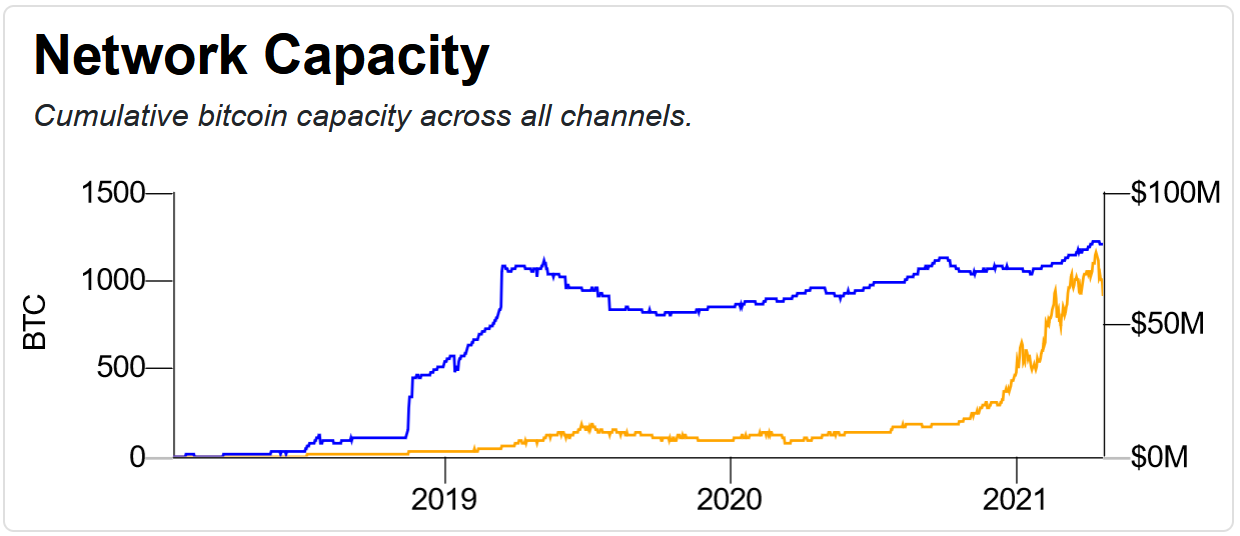 Network Capacity
Cumulative bitcoin capacity across all channels.
1500
$100M
1000
$50M
BTC
500
0
$0M
2019
2020
2021